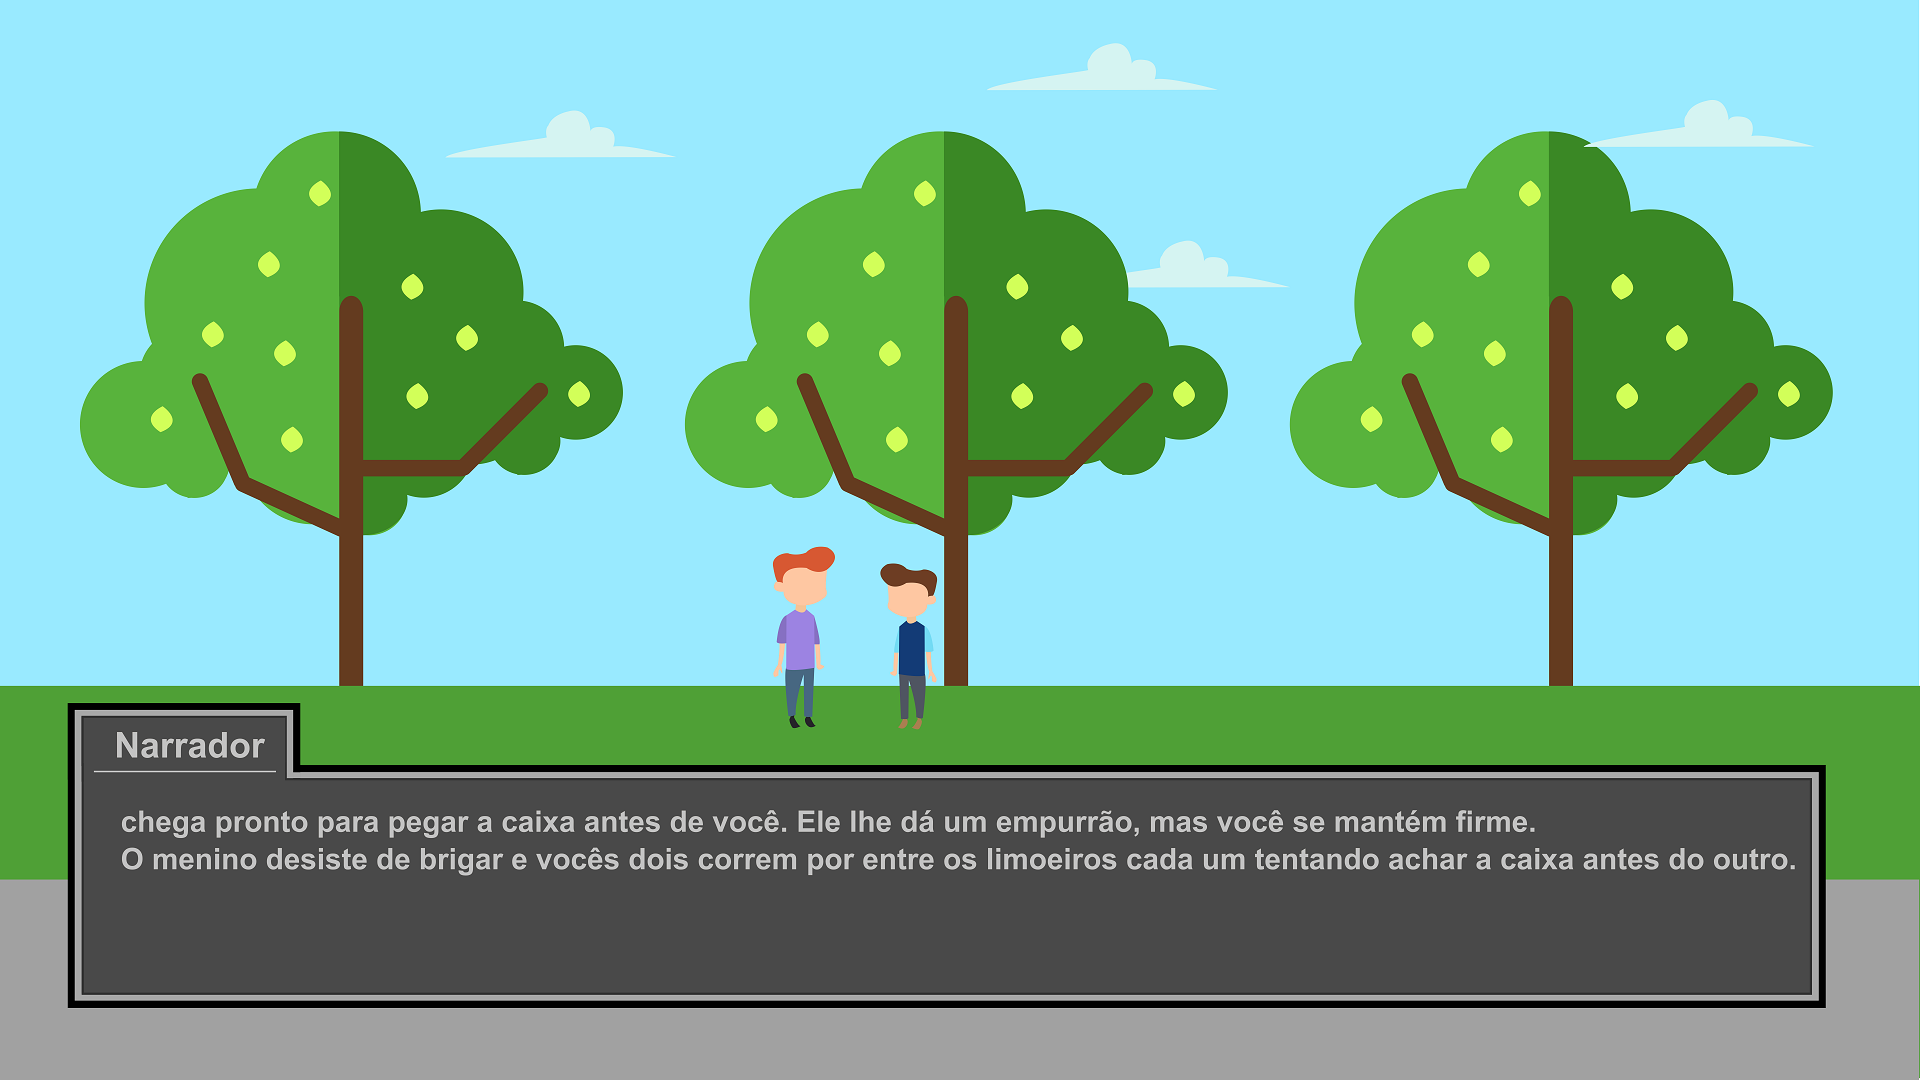 Narrador
chega pronto para pegar a caixa antes de você. Ele lhe dá um empurrão, mas você se mantém firme.
O menino desiste de brigar e vocês dois correm por entre os limoeiros cada um tentando achar a caixa antes do outro.